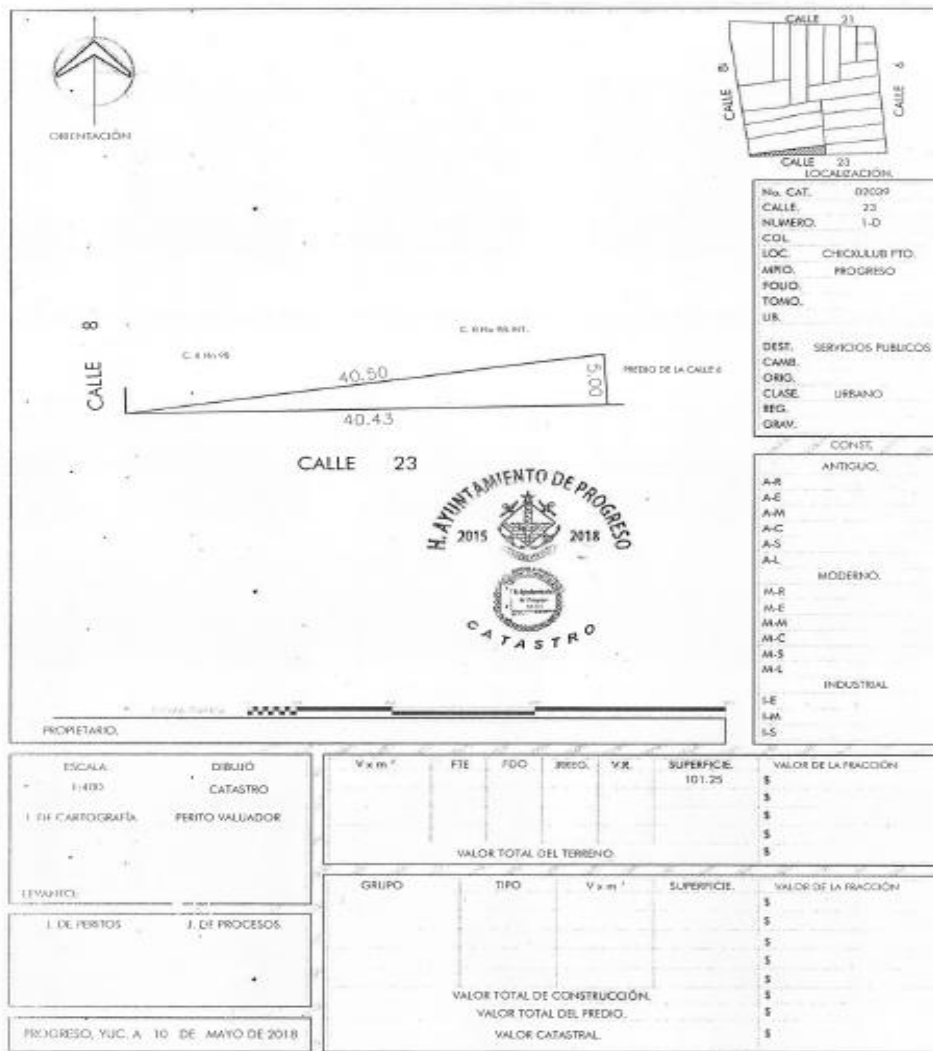 ORIENTACIÓN
CALLE 21
CALLE 8
CALLE 6
CALLE 23
LOCALIZACIÓN.
No. CAT.
CALLE. 23
NUMERO. 1-D
COL.
LOC. CHICXULUB PTO.
MPIO. PROGRESO
FOLIO.
TOMO.
LIB.
DEST. SERVICIOS PUBLICOS
CAMB.
ORIG.
CLASE. URBANO
REG.
GRAV.
CONST.
ANTIGUO.
A-R
A-E
A-M
A-C
A-S
A-L
MODERNO.
M-R
M-E
M-M
M-C
M-S
M-L
INDUSTRIAL
I-E
I-M
I-S
CALLE 8
40.50
5.00
PREDIO DE LA CALLE 6
40.43
CALLE 23
H. AYUNTAMIENTO DE PROGRESO
2015 2018
CATASTRO
PROPIETARIO.
ESCALA DIBUJÓ
CATASTRO
J. DE CARTOGRAFÍA PERITO VALUADOR
LEVANTO:
J. DE PERITOS J. DE PROCESOS
PROGRESO, YUC. A 10 DE MAYO DE 2018
V x m ² FTE FDO IRREG. V.R. SUPERFICIE. VALOR DE LA FRACCIÓN
101.25 $
$
$
$
VALOR TOTAL DEL TERRENO. $
GRUPO TIPO V x m ² SUPERFICIE. VALOR DE LA FRACCIÓN
$
$
$
$
$
VALOR TOTAL DE CONSTRUCCIÓN. $
VALOR TOTAL DEL PREDIO. $
VALOR CATASTRAL. $